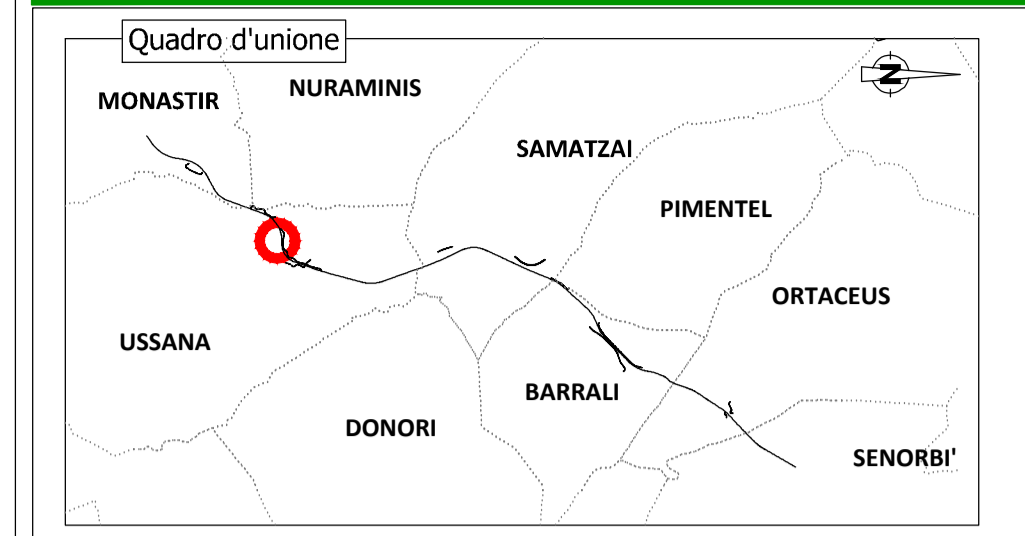 Quadro d'unione
NURAMINIS
MONASTIR
N
SAMATZAI
PIMENTEL
ORTACEUS
USSANA
BARRALI
DONORI
SENORBI'